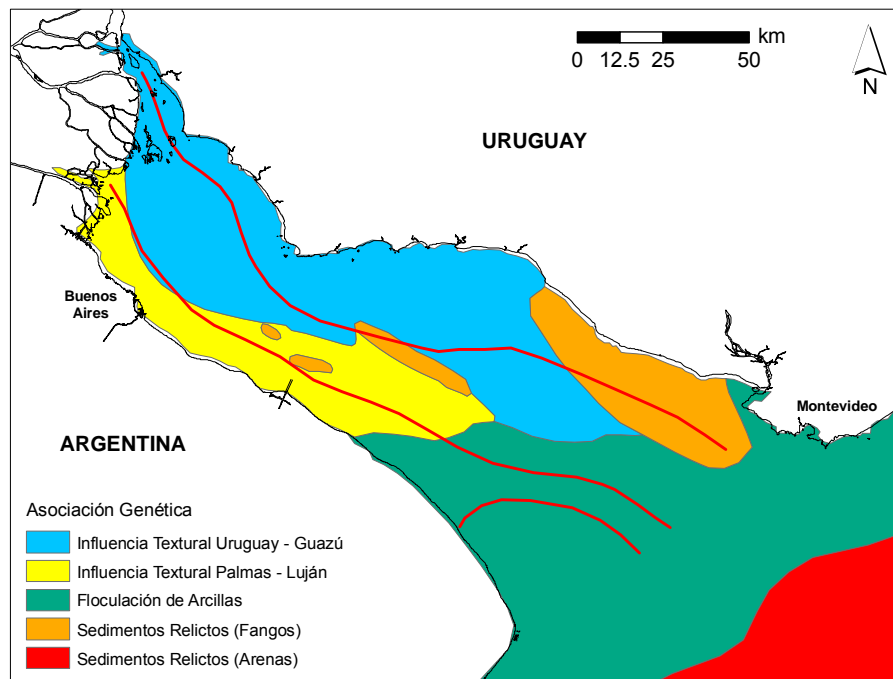 km
0 12.5 25 50
N
URUGUAY
Buenos
Aires
Montevideo
ARGENTINA
Asociación Genética
Influencia Textural Uruguay - Guazú
Influencia Textural Palmas - Luján
Floculación de Arcillas
Sedimentos Relictos (Fangos)
Sedimentos Relictos (Arenas)